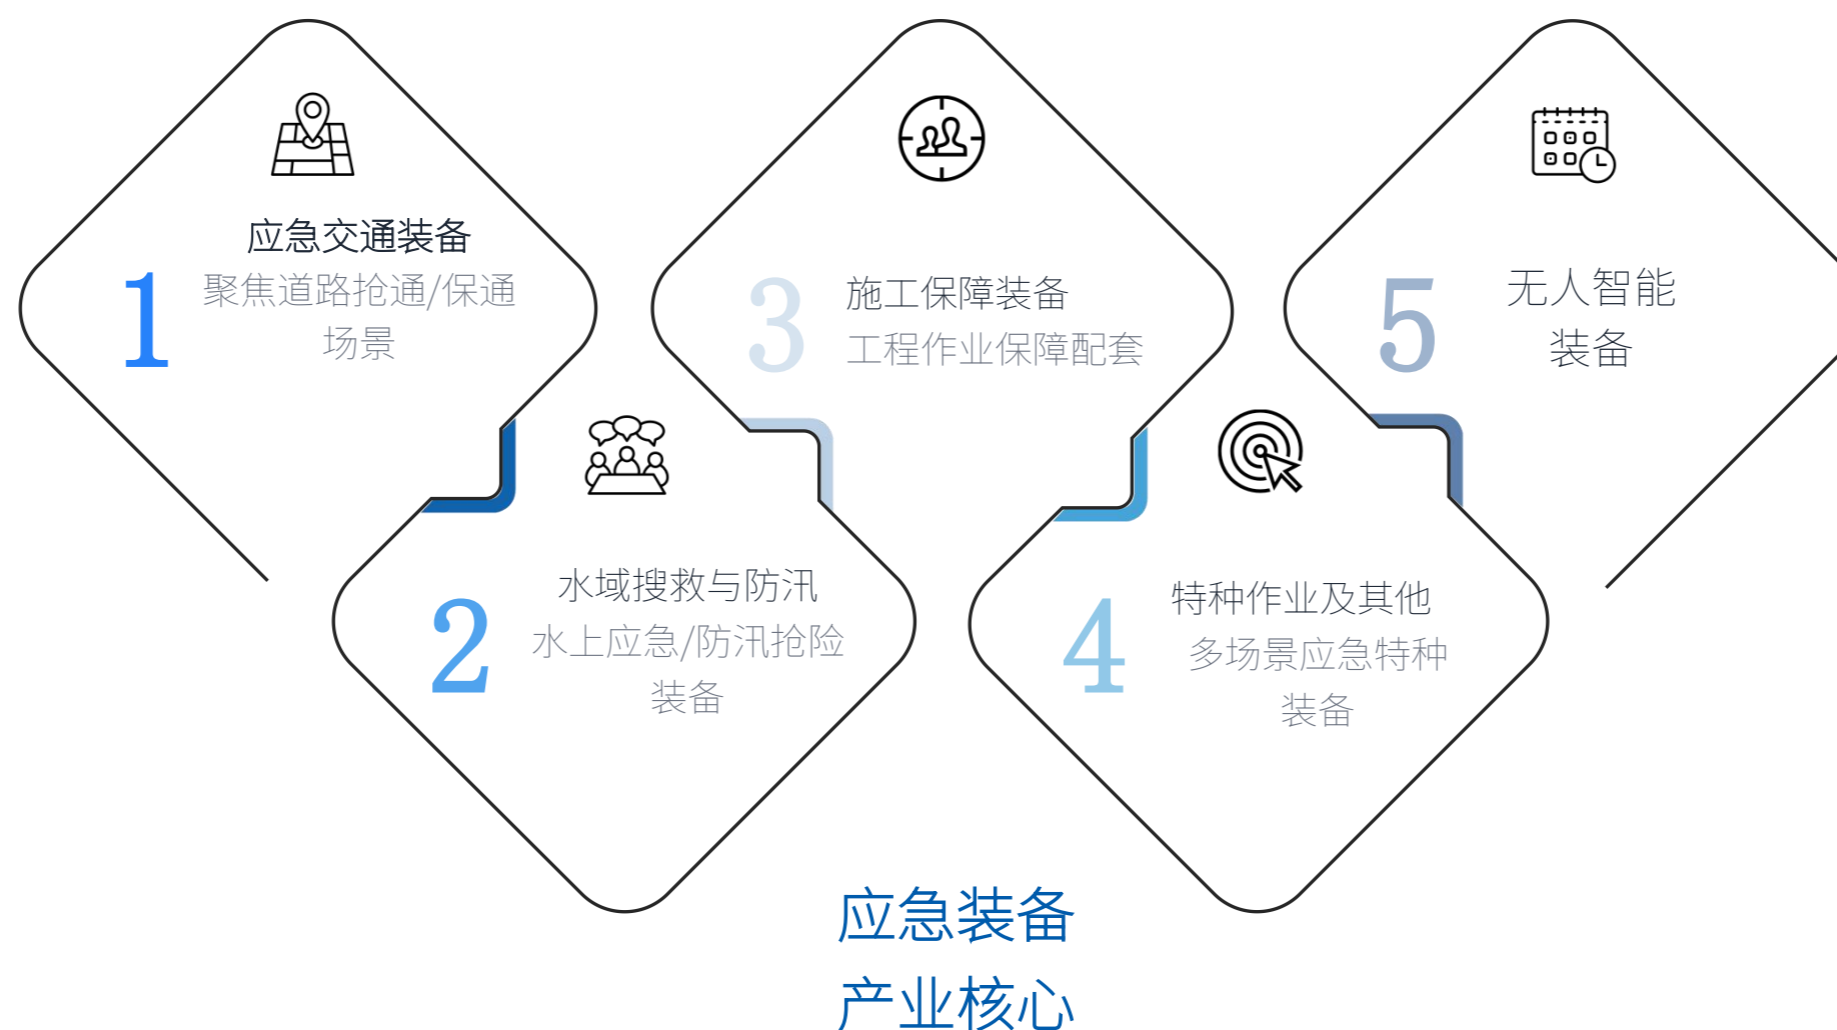 1
应急交通装备
聚焦道路抢通/保通
场景
2
水域搜救与防汛
水上应急/防汛抢险
装备
3
施工保障装备
工程作业保障配套
4
特种作业及其他
多场景应急特种
装备
5
无人智能
装备
应急装备
产业核心